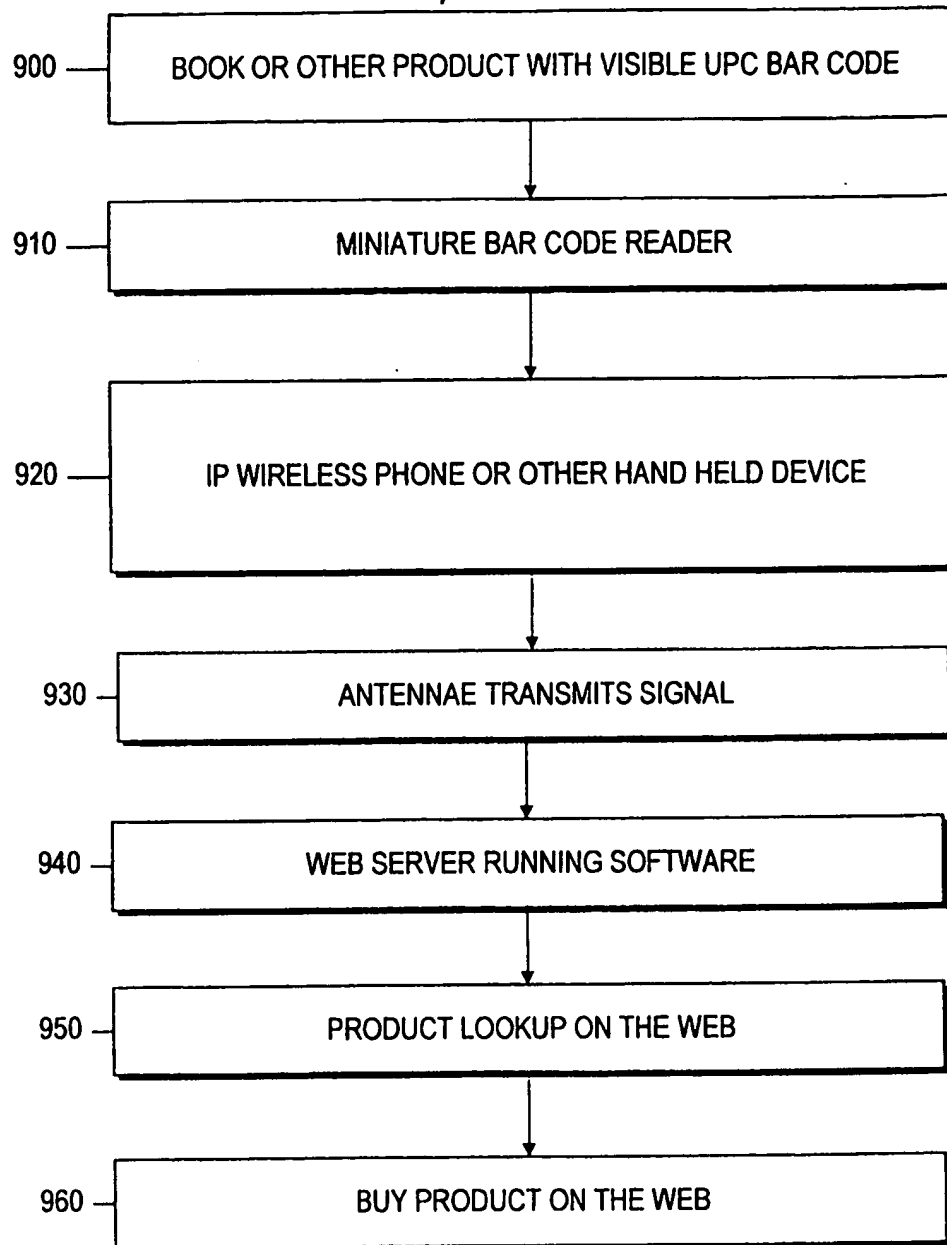 900 BOOK OR OTHER PRODUCT WITH VISIBLE UPC BAR CODE
910 MINIATURE BAR CODE READER
920 IP WIRELESS PHONE OR OTHER HAND HELD DEVICE
930 ANTENNAE TRANSMITS SIGNAL
940 WEB SERVER RUNNING SOFTWARE
950 PRODUCT LOOKUP ON THE WEB
960 BUY PRODUCT ON THE WEB